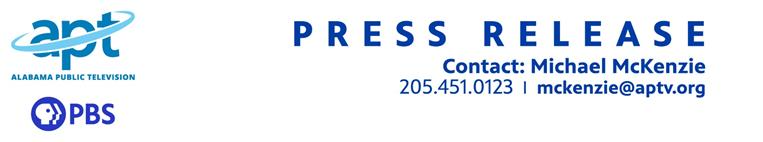 apt
ALABAMA PUBLIC TELEVISION
PBS
PRESS RELEASE
Contact: Michael McKenzie
205.451.0123 | mckenzie@aptv.org